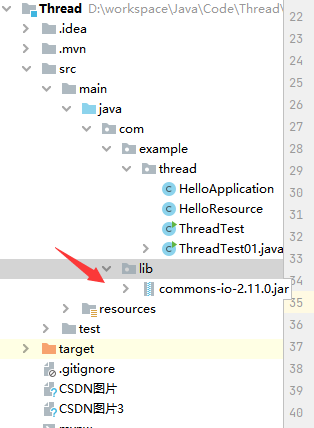 Thread D:\workspace\Java\Code\Thread\
.idea
.mvn
src
main
java
com
example
thread
HelloApplication
HelloResource
ThreadTest
ThreadTest01.java
lib
commons-io-2.11.0.jar
resources
test
target
.gitignore
CSDN图片
CSDN图片3
22
23
24
25
26
27
28
29
30
31
32
33
34
35
36
37
38
39
40